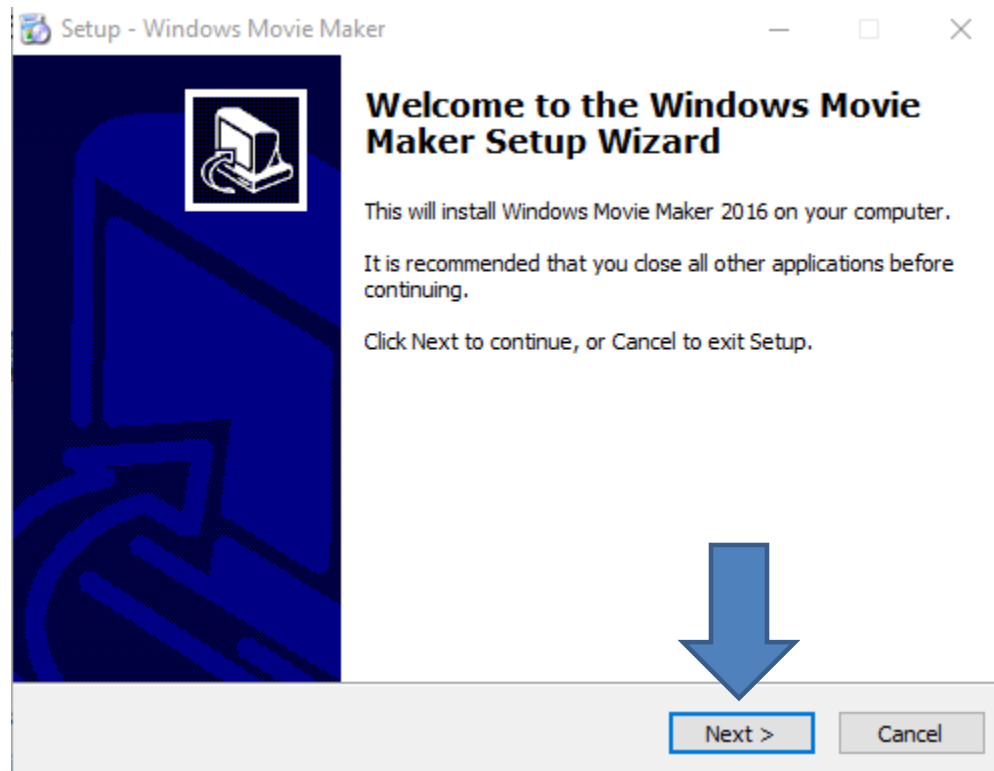 Setup - Windows Movie Maker
Welcome to the Windows Movie
Maker Setup Wizard
This will install Windows Movie Maker 2016 on your computer.
It is recommended that you close all other applications before
continuing.
Click Next to continue, or Cancel to exit Setup.
Next >
Cancel